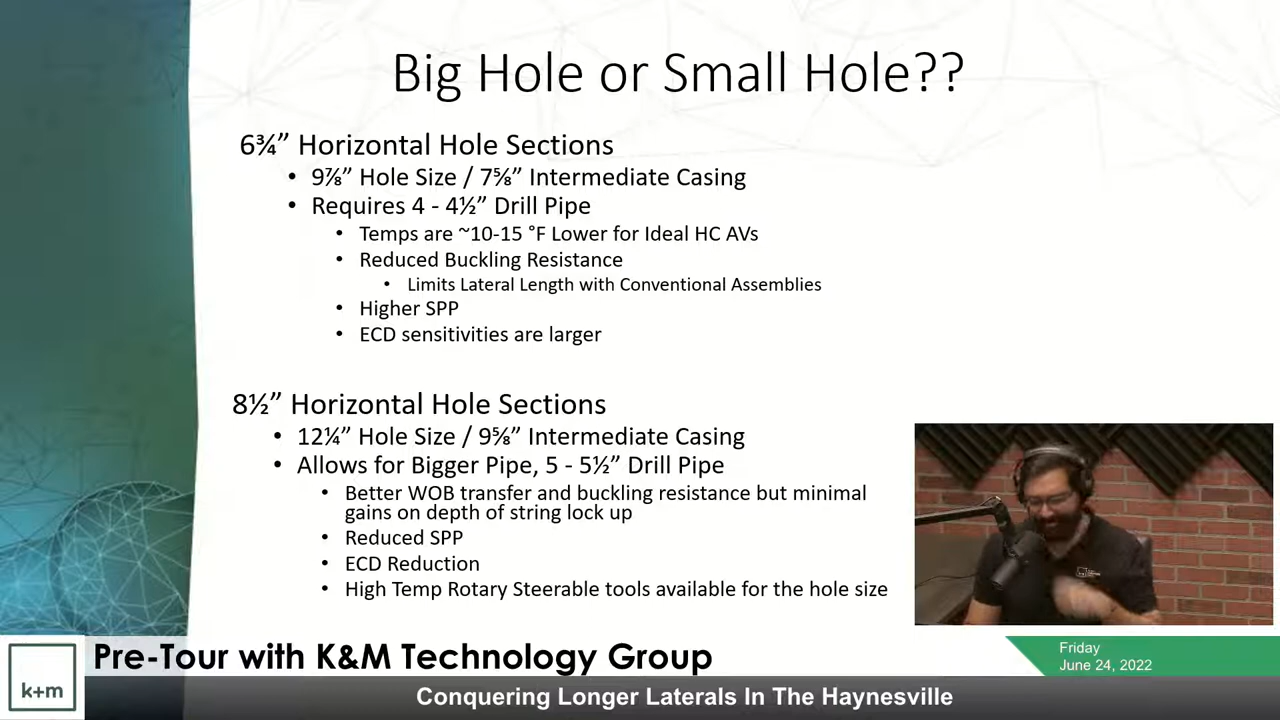 Big Hole or Small Hole??
6¾” Horizontal Hole Sections
• 9⅞” Hole Size / 7⅝” Intermediate Casing
• Requires 4 - 4½” Drill Pipe
• Temps are ~10-15 °F Lower for Ideal HC AVs
• Reduced Buckling Resistance
• Limits Lateral Length with Conventional Assemblies
• Higher SPP
• ECD sensitivities are larger
8½” Horizontal Hole Sections
• 12¼” Hole Size / 9⅝” Intermediate Casing
• Allows for Bigger Pipe, 5 - 5½” Drill Pipe
• Better WOB transfer and buckling resistance but minimal
gains on depth of string lock up
• Reduced SPP
• ECD Reduction
• High Temp Rotary Steerable tools available for the hole size
k+m
Pre-Tour with K&M Technology Group
Friday
June 24, 2022
Conquering Longer Laterals In The Haynesville